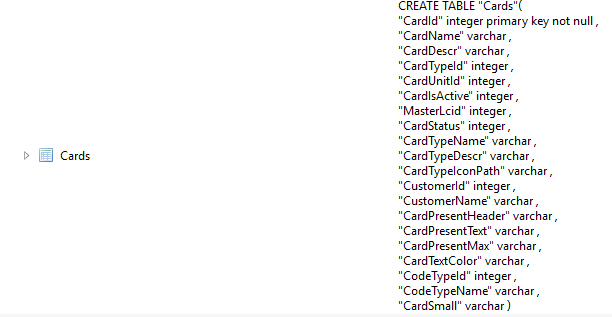 CREATE TABLE "Cards"(
"CardId" integer primary key not null ,
"CardName" varchar ,
"CardDescr" varchar ,
"CardTypeId" integer ,
"CardUnitId" integer ,
"CardIsActive" integer ,
"MasterLcid" integer ,
"CardStatus" integer ,
"CardTypeName" varchar ,
Cards
"CardTypeDescr" varchar ,
"CardTypeIconPath" varchar ,
"CustomerId" integer ,
"CustomerName" varchar ,
"CardPresentHeader" varchar ,
"CardPresentText" varchar ,
"CardPresentMax" varchar ,
"CardTextColor" varchar ,
"CodeTypeId" integer ,
"CodeTypeName" varchar ,
"CardSmall" varchar )